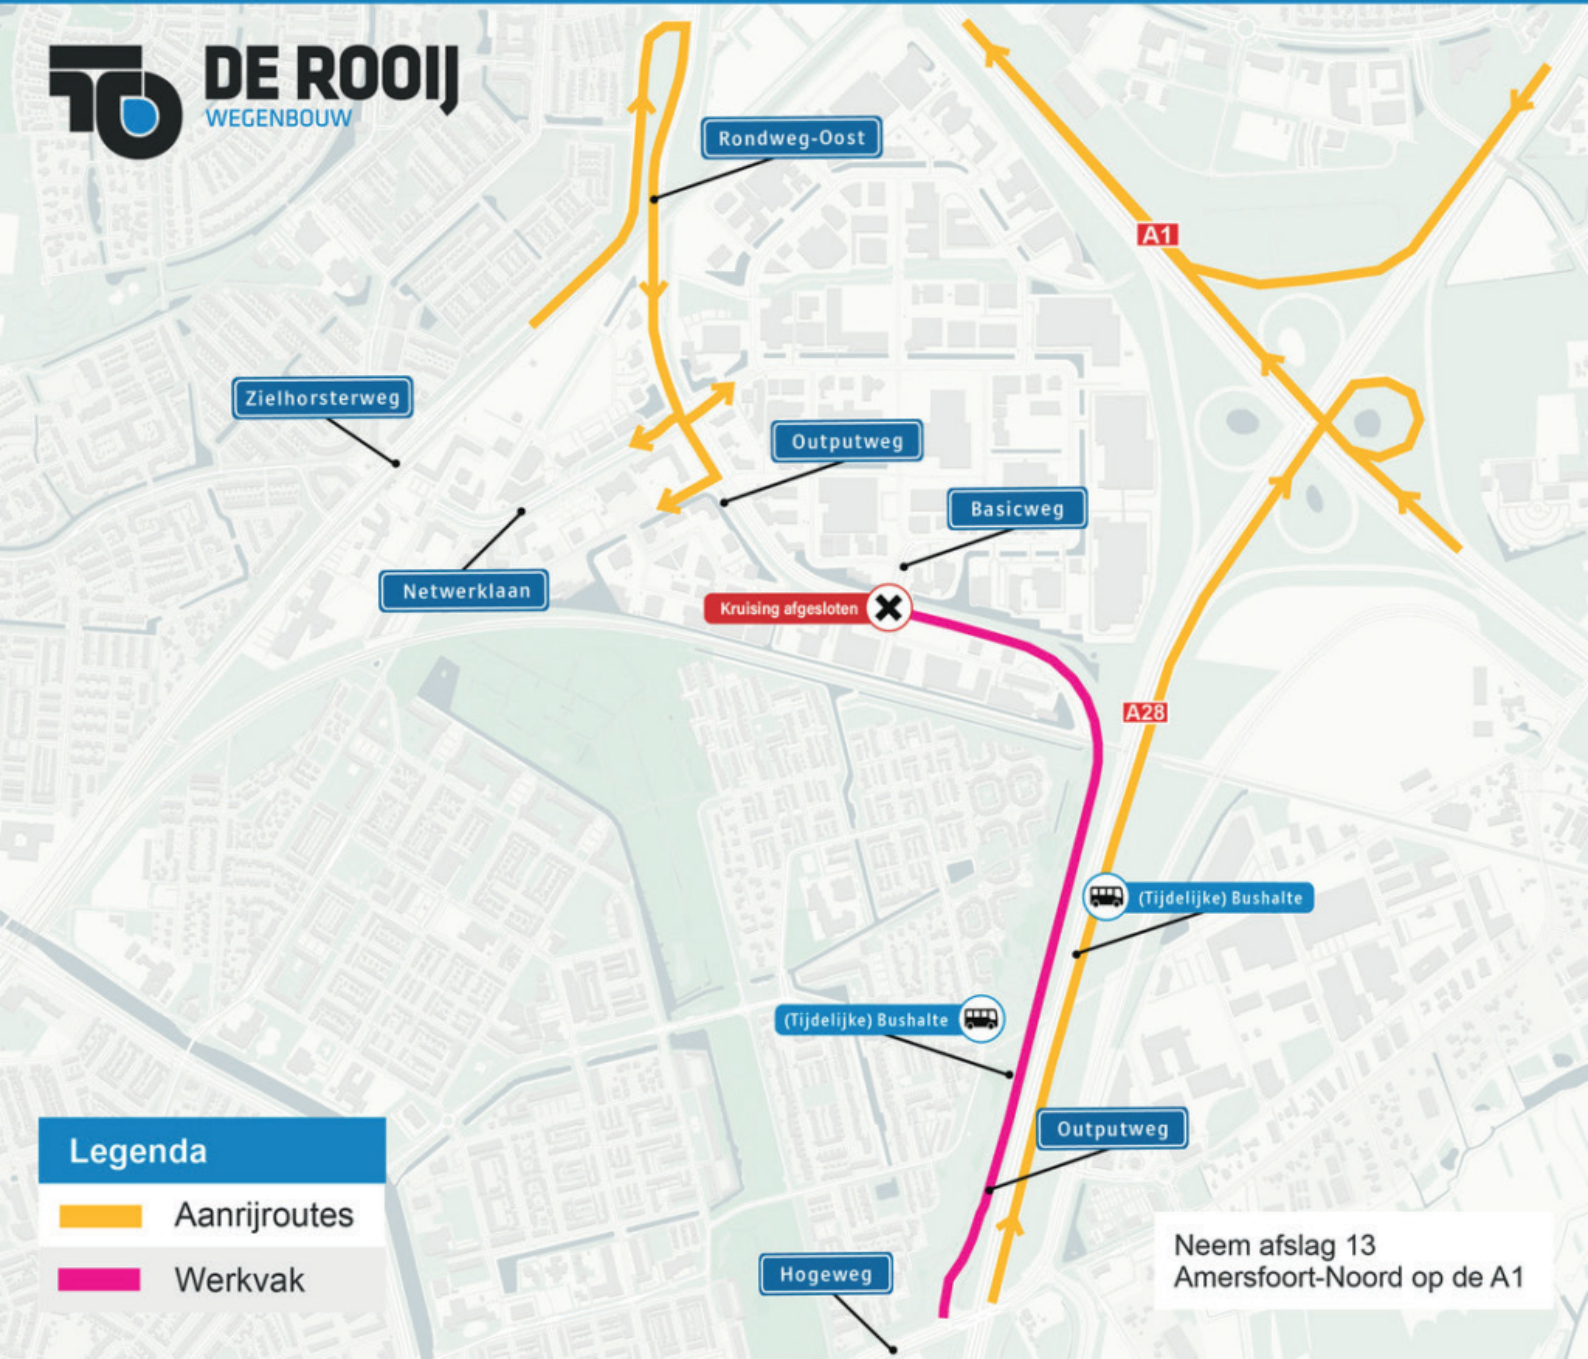 DE ROOIJ
WEGENBOUW
Rondweg-Oost
A1
Zielhorsterweg
Outputweg
Basicweg
Netwerklaan
Kruising afgesloten
A28
(Tijdelijke) Bushalte
(Tijdelijke) Bushalte
Outputweg
Legenda
Aanrijroutes
Werkvak
Hogeweg
Neem afslag 13
Amersfoort-Noord op de A1